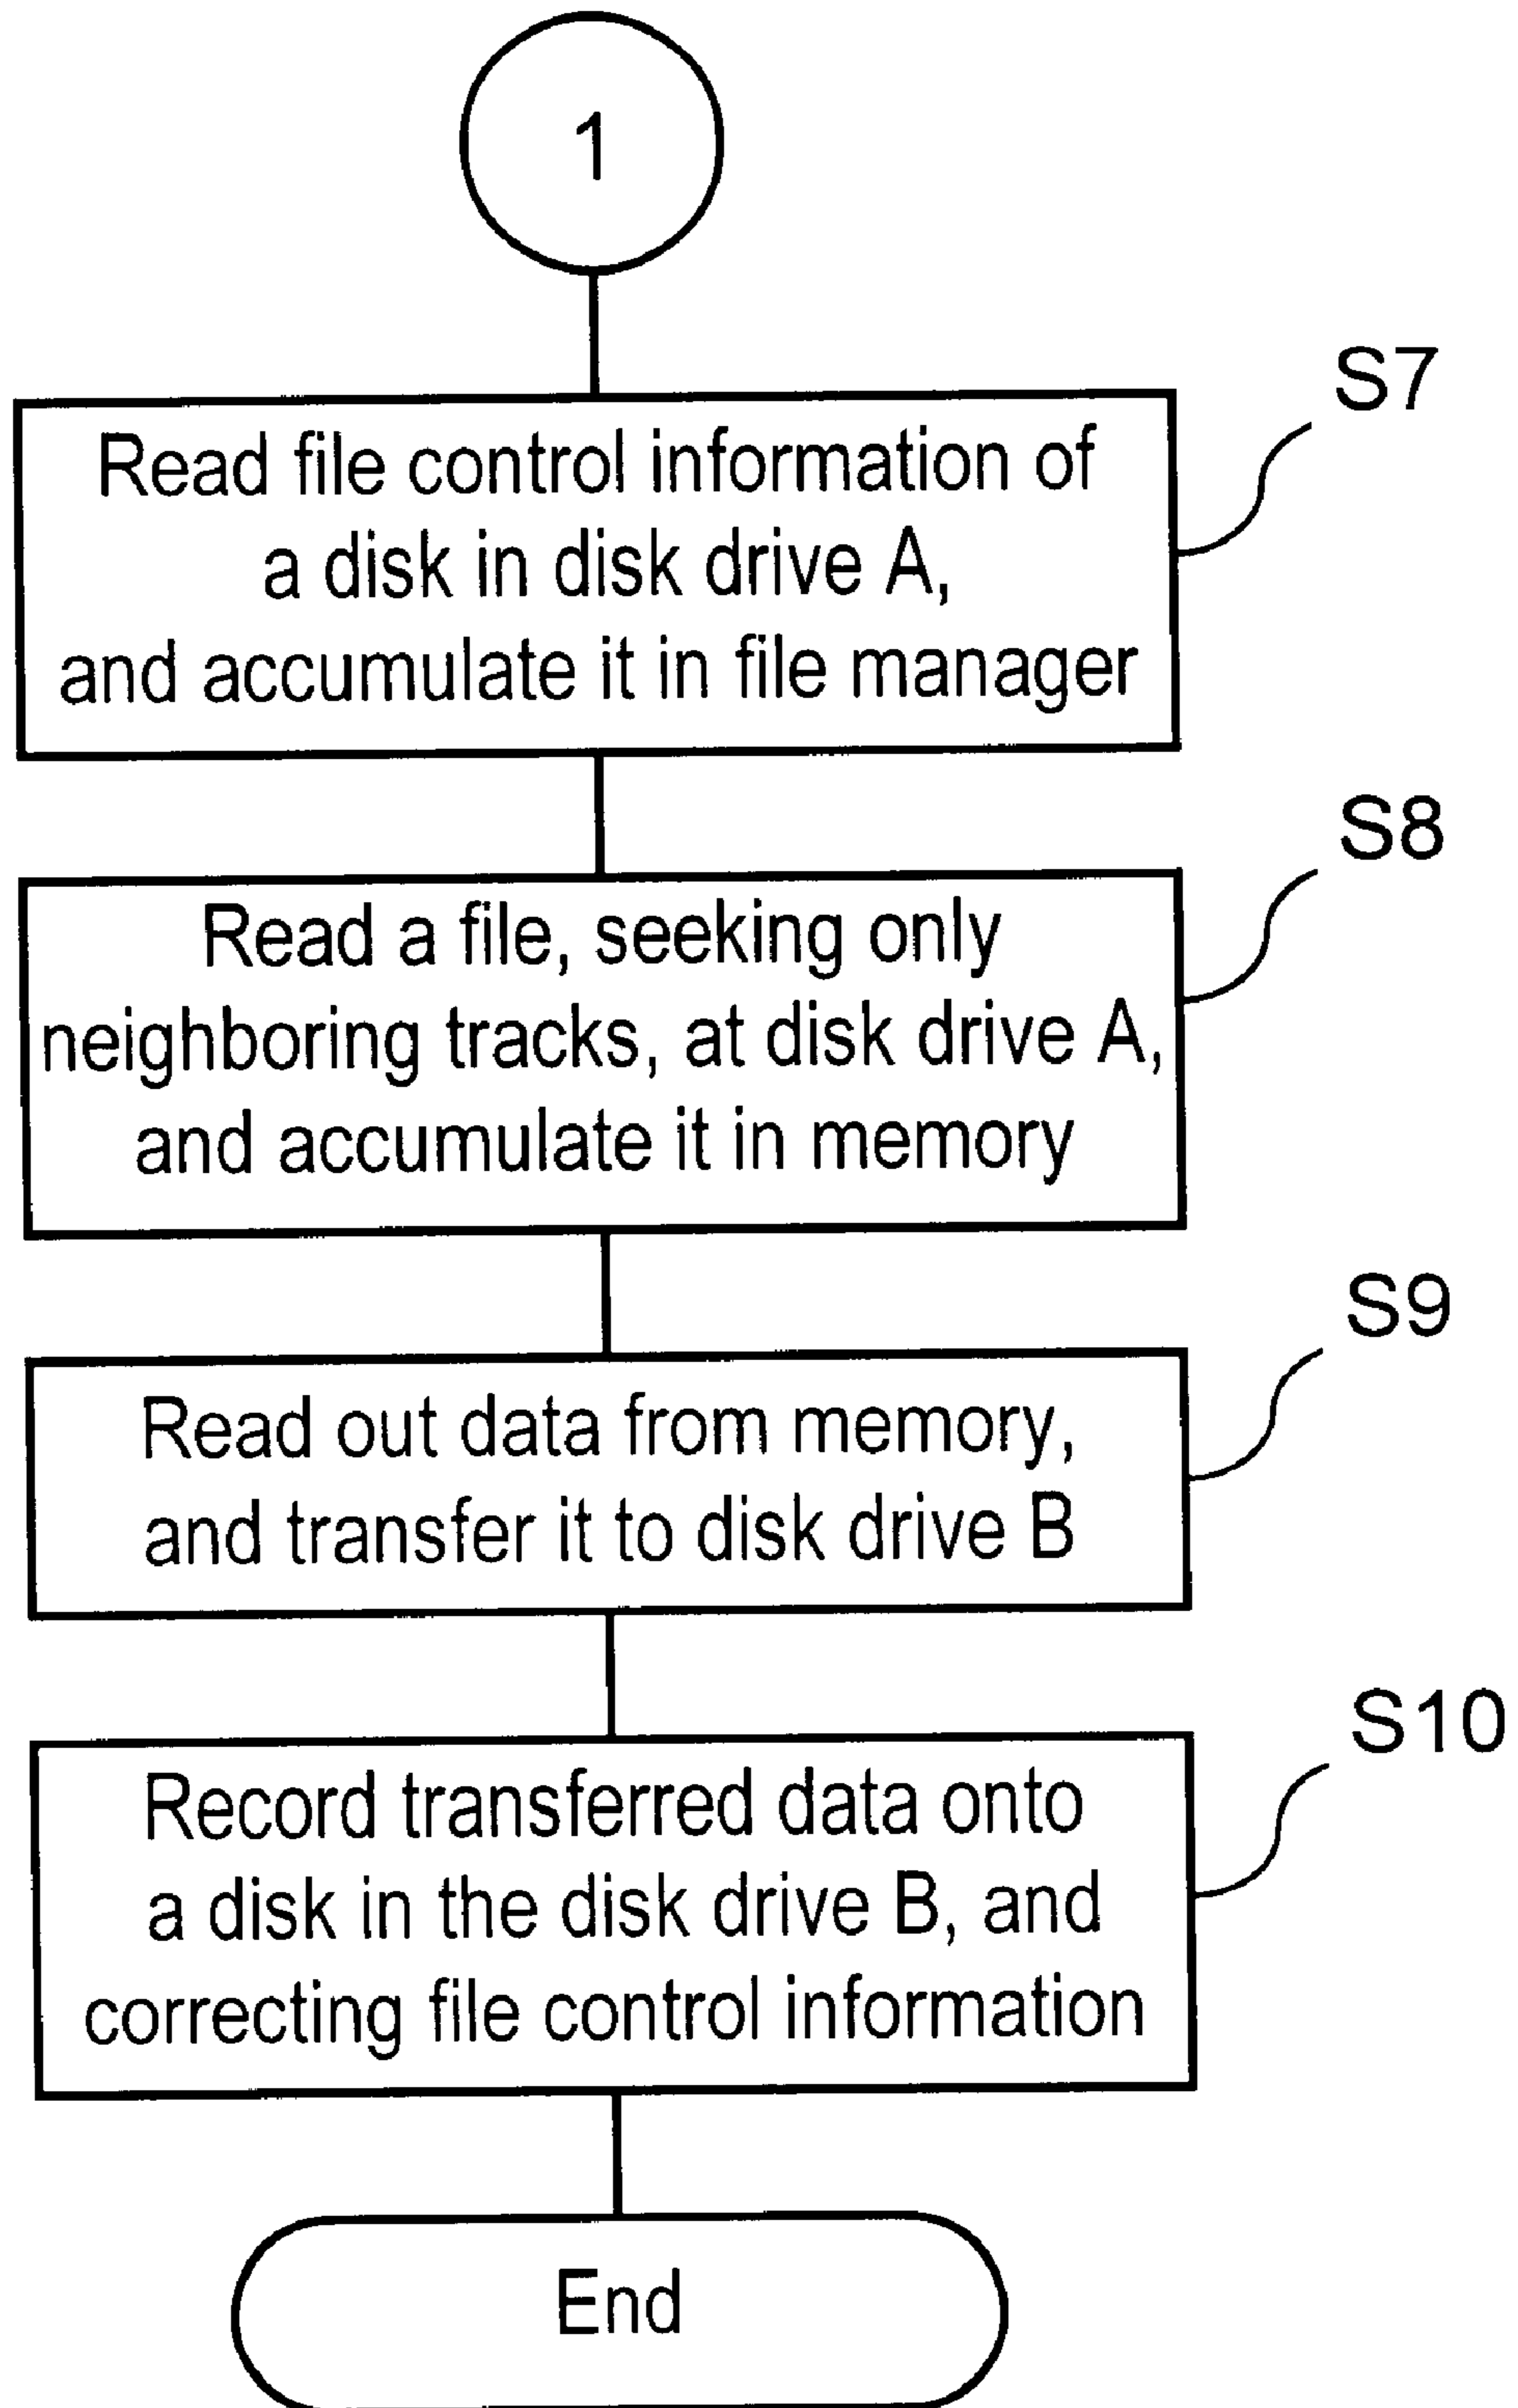 1
S7
Read file control information of
a disk in disk drive A,
and accumulate it in file manager
S8
Read a file, seeking only
neighboring tracks, at disk drive A,
and accumulate it in memory
S9
Read out data from memory,
and transfer it to disk drive B
S10
Record transferred data onto
a disk in the disk drive B, and
correcting file control information
End